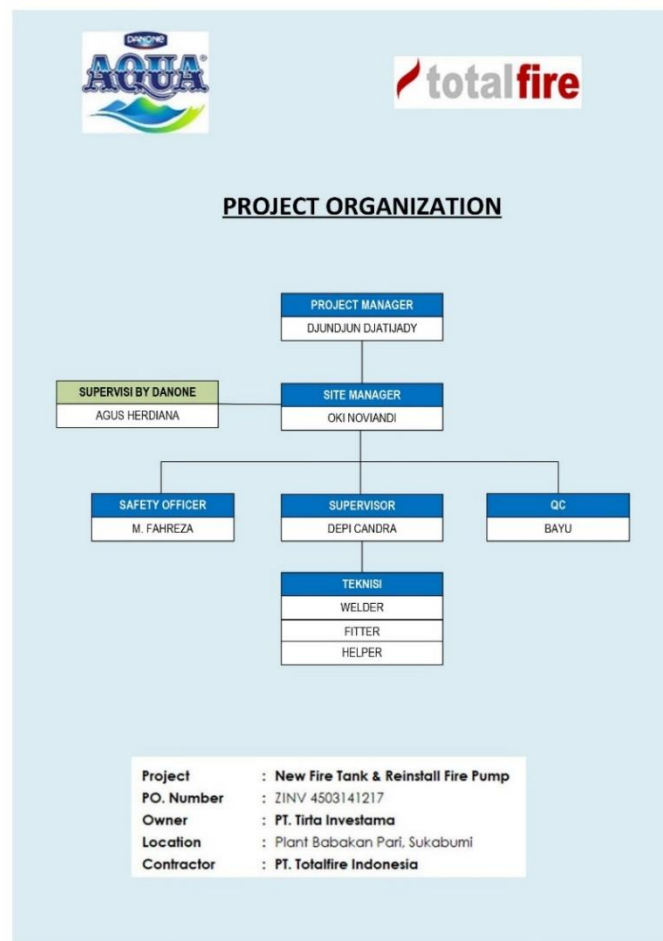 DANONE
AQUA
totalfire
PROJECT ORGANIZATION
PROJECT MANAGER
DJUNDJUN DJATIJADY
SUPERVISI BY DANONE
AGUS HERDIANA
SITE MANAGER
OKI NOVIANDI
SAFETY OFFICER
M. FAHREZA
SUPERVISOR
DEPI CANDRA
QC
BAYU
TEKNISI
WELDER
FITTER
HELPER
Project : New Fire Tank & Reinstall Fire Pump
PO. Number : ZINV 4503141217
Owner : PT. Tirta Investama
Location : Plant Babakan Pari, Sukabumi
Contractor : PT. Totalfire Indonesia